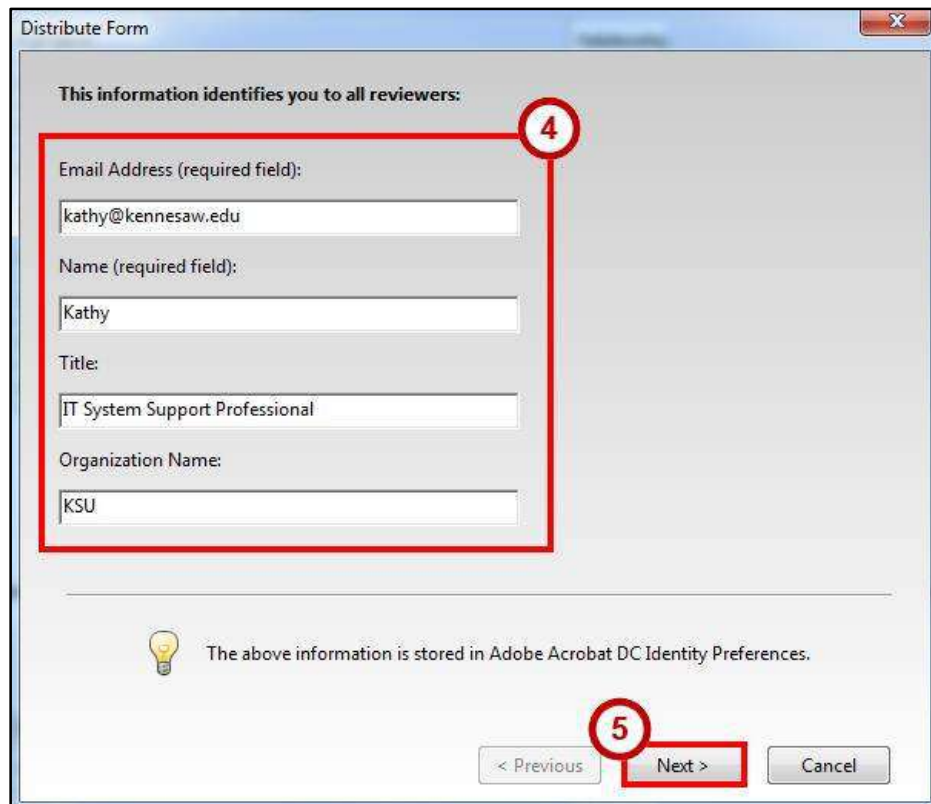 Distribute Form
This information identifies you to all reviewers:
4
Email Address (required field):
kathy@kennesaw.edu
Name (required field):
Kathy
Title:
IT System Support Professional
Organization Name:
KSU
The above information is stored in Adobe Acrobat DC Identity Preferences.
5
< Previous Next > Cancel